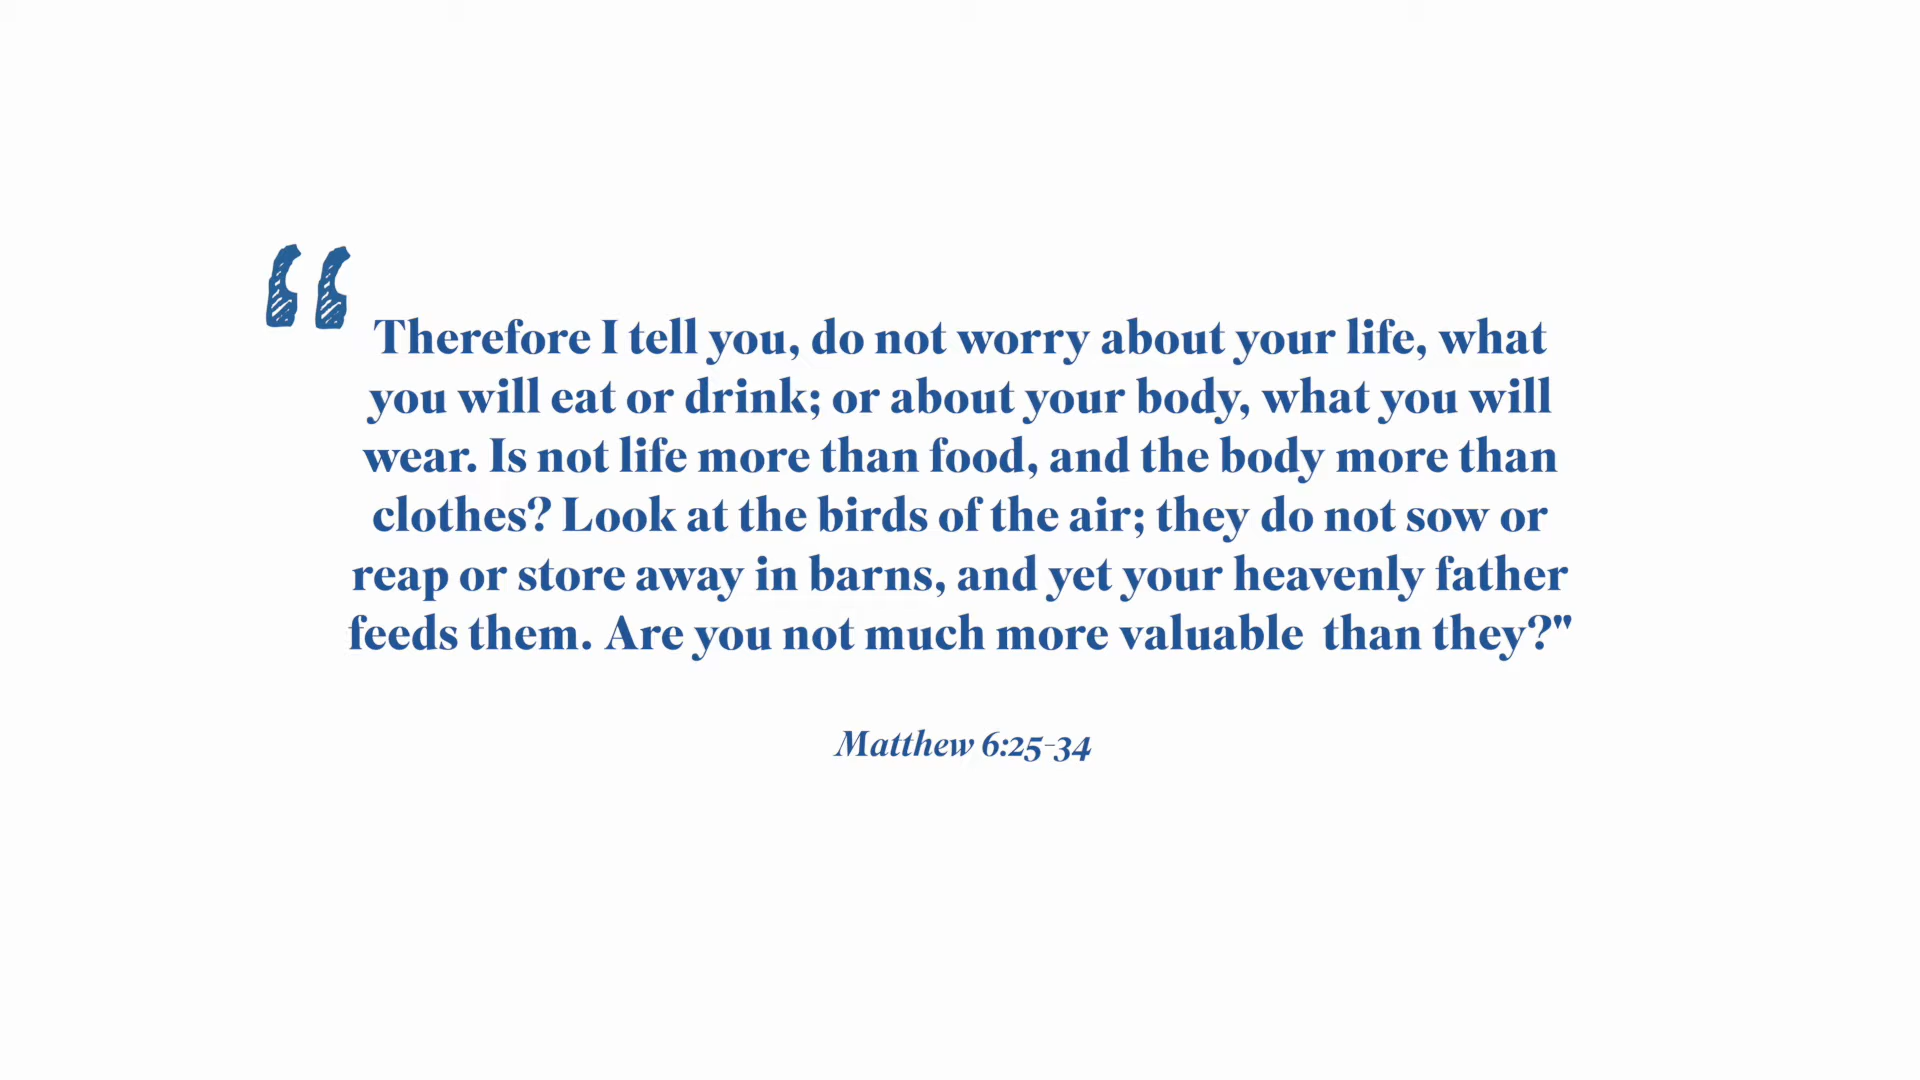 “Therefore I tell you, do not worry about your life, what
you will eat or drink; or about your body, what you will
wear. Is not life more than food, and the body more than
clothes? Look at the birds of the air; they do not sow or
reap or store away in barns, and yet your heavenly father
feeds them. Are you not much more valuable  than they?"
Matthew 6:25-34